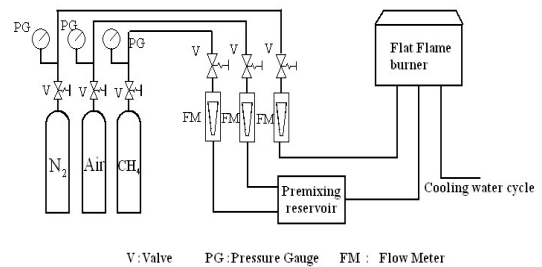 PG
PG
PG
V
V
V
Flat Flame
burner
V
V
V
FM
FM
FM
N2
Air
CH4
Premixing
reservoir
Cooling water cycle
V : Valve PG : Pressure Gauge FM : Flow Meter